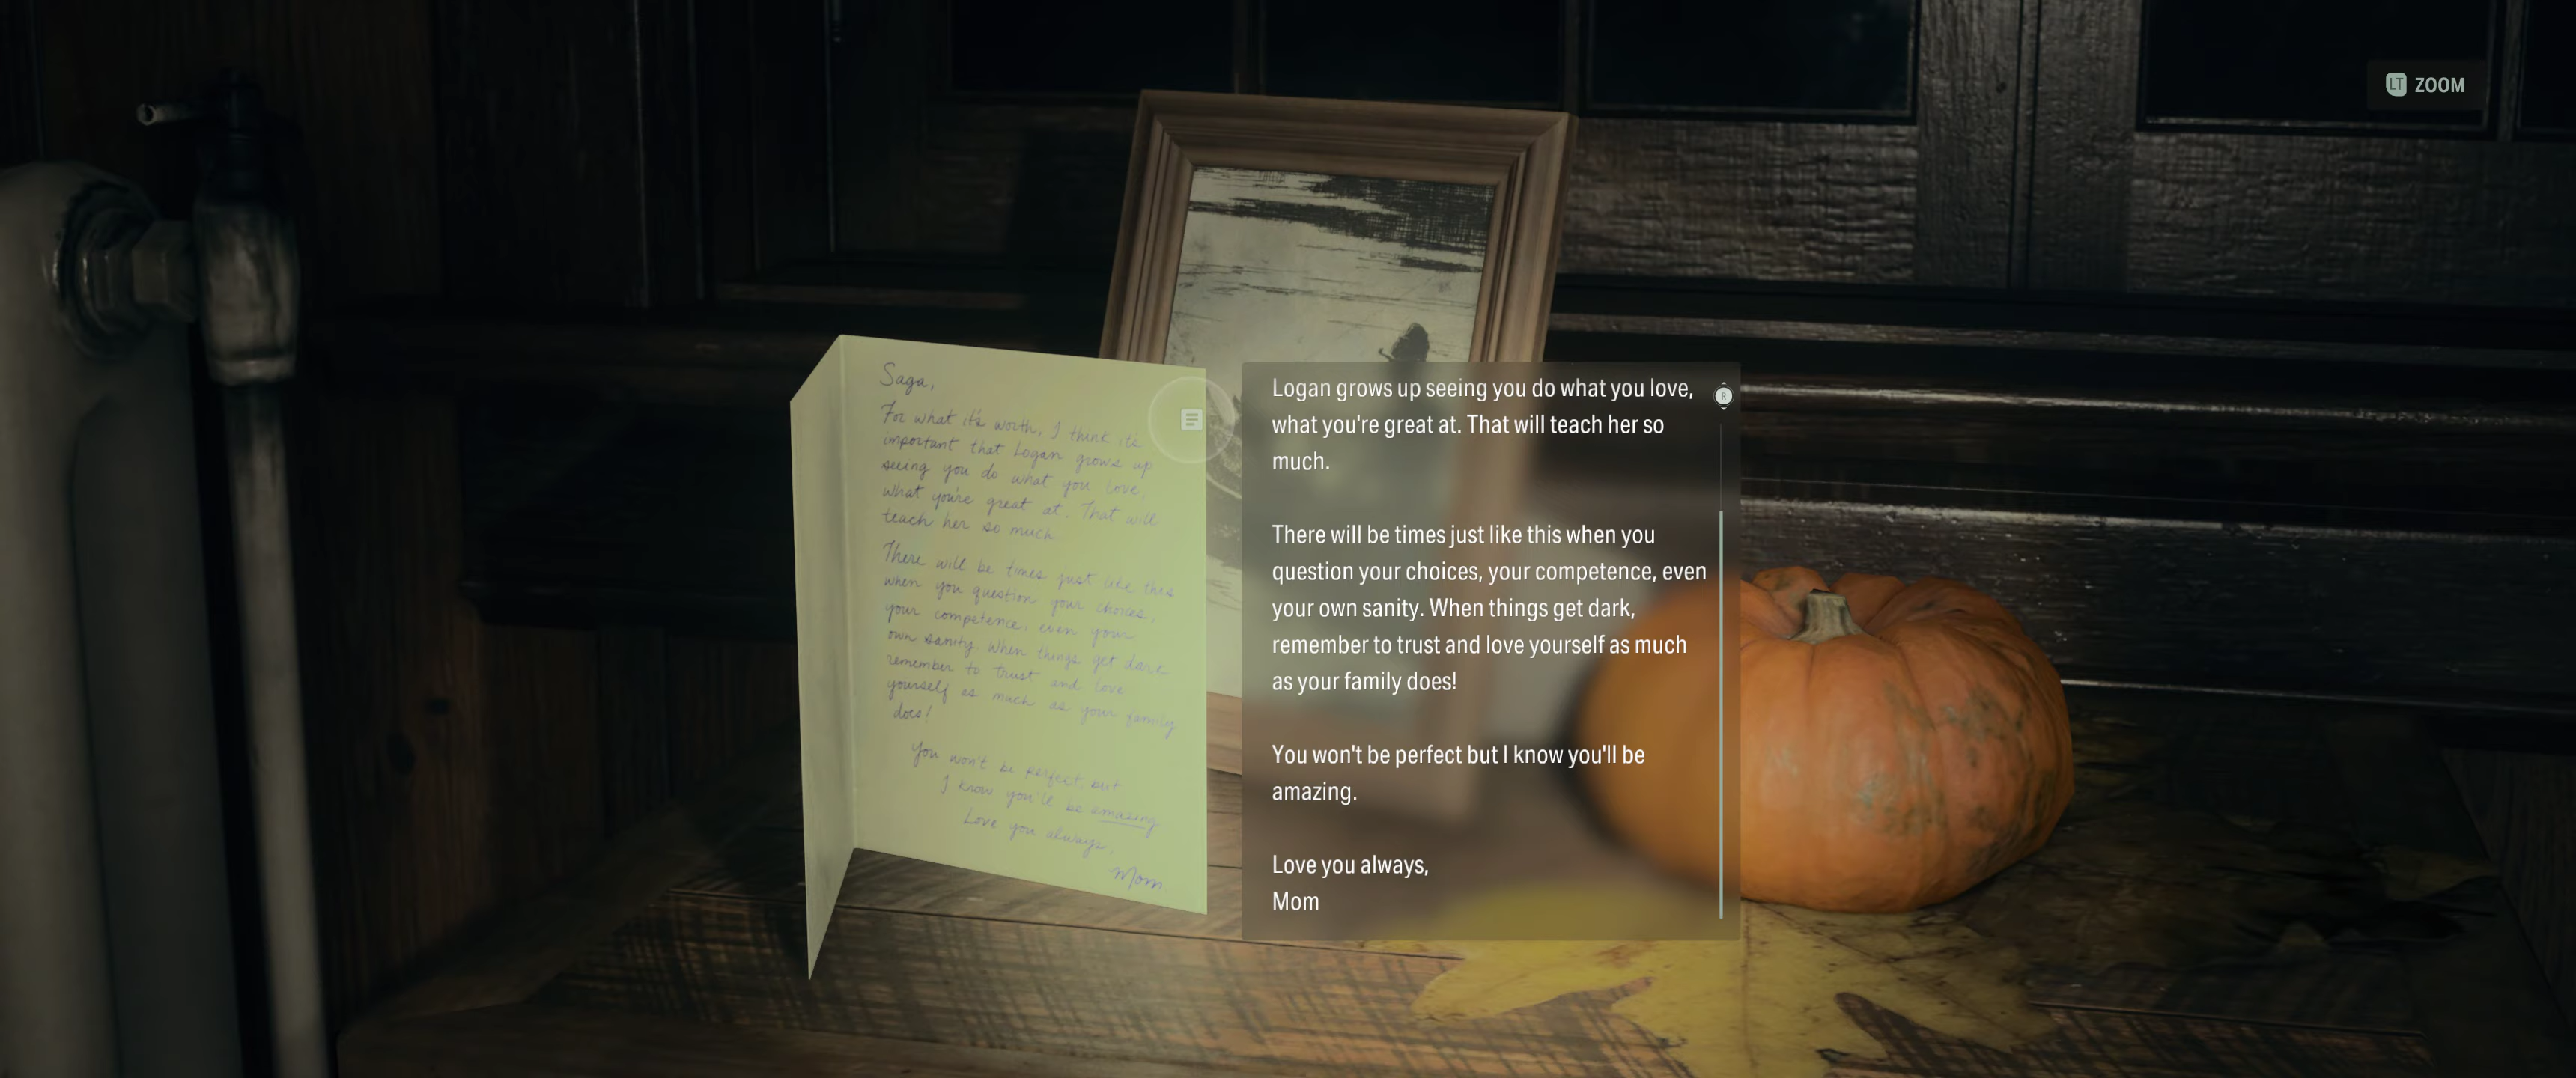 LT ZOOM
Saga,
For what it's worth, I think it's
important that Logan grows up
seeing you do what you love,
what you're great at. That will
teach her so much.
There will be times just like this
when you question your choices,
your competence, even your
own sanity. When things get dark,
remember to trust and love
yourself as much as your family
does!
You won't be perfect but
I know you'll be amazing
Love you always,
Mom
Logan grows up seeing you do what you love,
what you're great at. That will teach her so
much.
There will be times just like this when you
question your choices, your competence, even
your own sanity. When things get dark,
remember to trust and love yourself as much
as your family does!
You won't be perfect but I know you'll be
amazing.
Love you always,
Mom
R